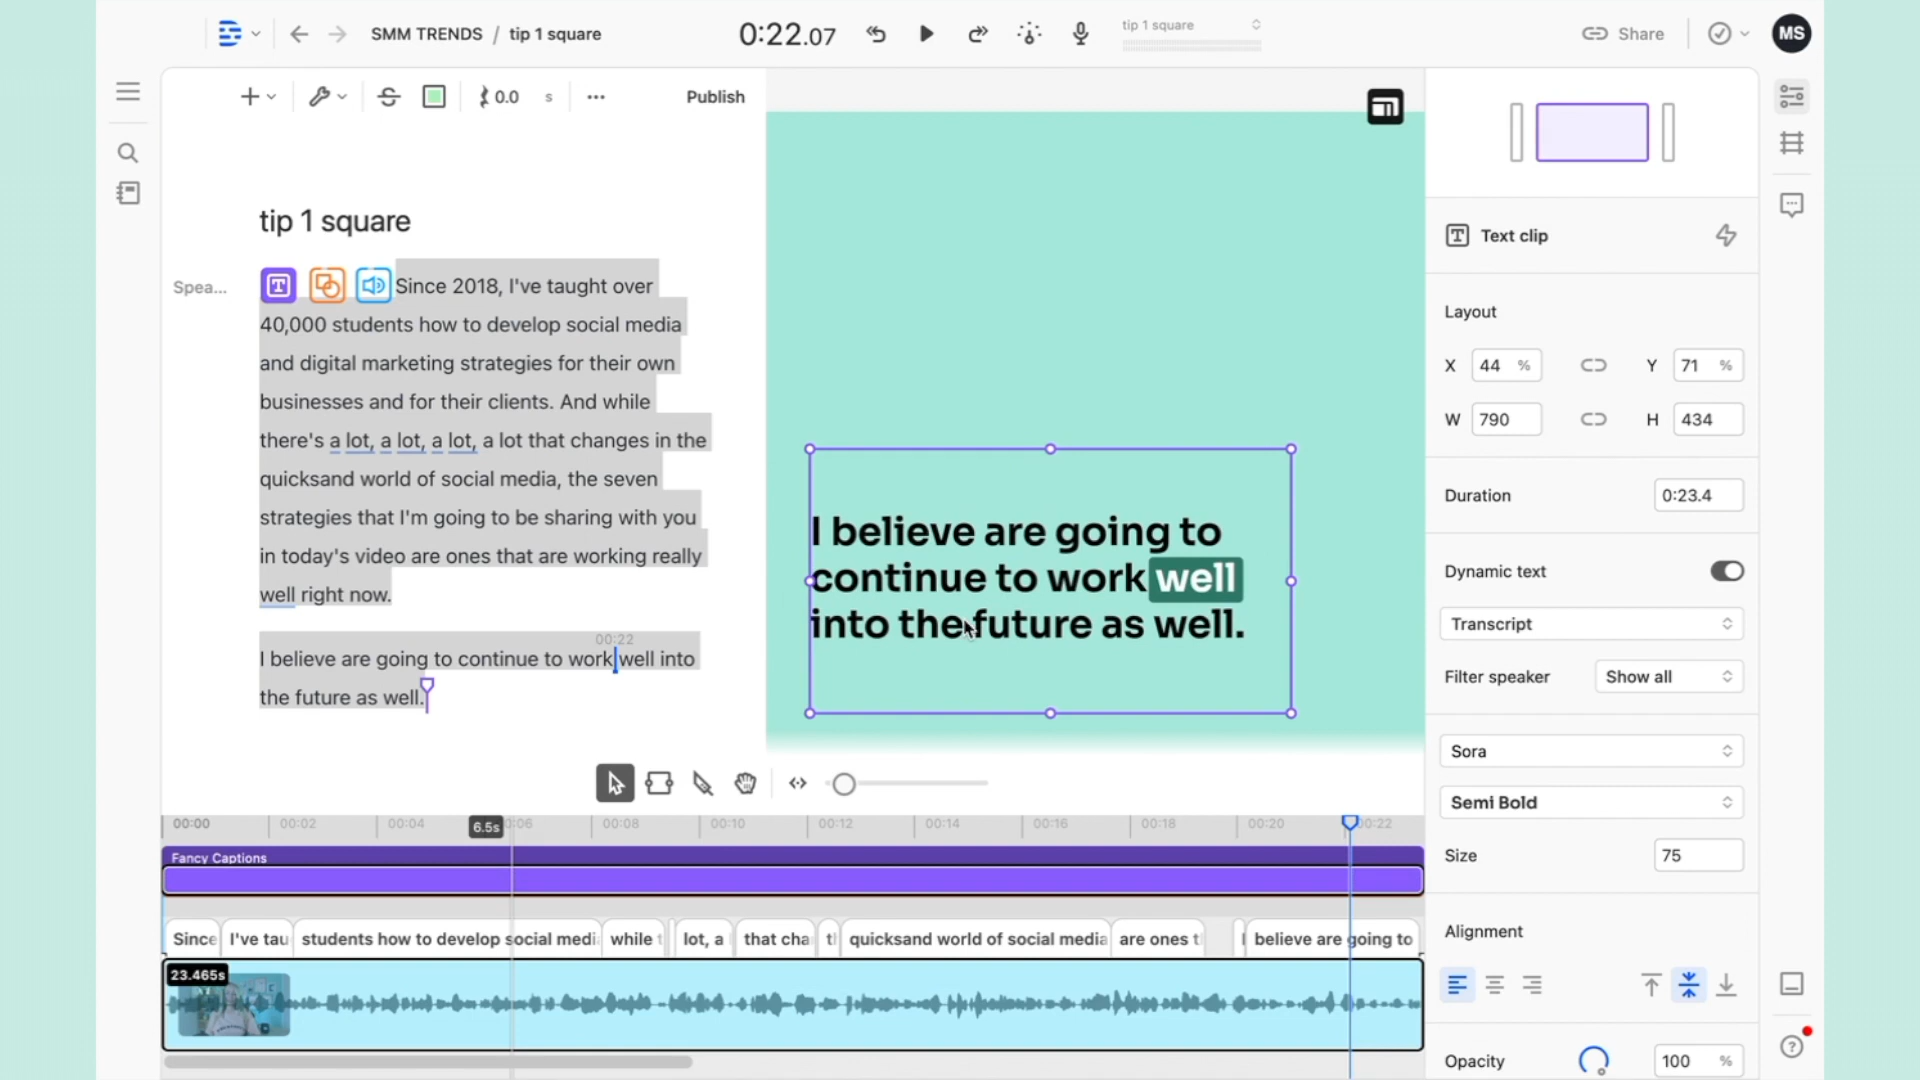 SMM TRENDS / tip 1 square
0:22.07
tip 1 square
Share
MS
0.0 s
Publish
tip 1 square
Spea...
Since 2018, I've taught over
40,000 students how to develop social media
and digital marketing strategies for their own
businesses and for their clients. And while
there's a lot, a lot, a lot, a lot that changes in the
quicksand world of social media, the seven
strategies that I'm going to be sharing with you
in today's video are ones that are working really
well right now.
00:22
I believe are going to continue to work well into
the future as well.
I believe are going to
continue to work well
into the future as well.
Text clip
Layout
X 44 % Y 71 %
W 790 H 434
Duration 0:23.4
Dynamic text
Transcript
Filter speaker Show all
Sora
Semi Bold
Size 75
Alignment
Opacity 100 %
00:00 00:02 00:04 6.5s 0:06 00:08 00:10 00:12 00:14 00:16 00:18 00:20 00:22
Fancy Captions
Since I've tau students how to develop social medi while t lot, a that cha tl quicksand world of social media are ones t I believe are going to
23.465s